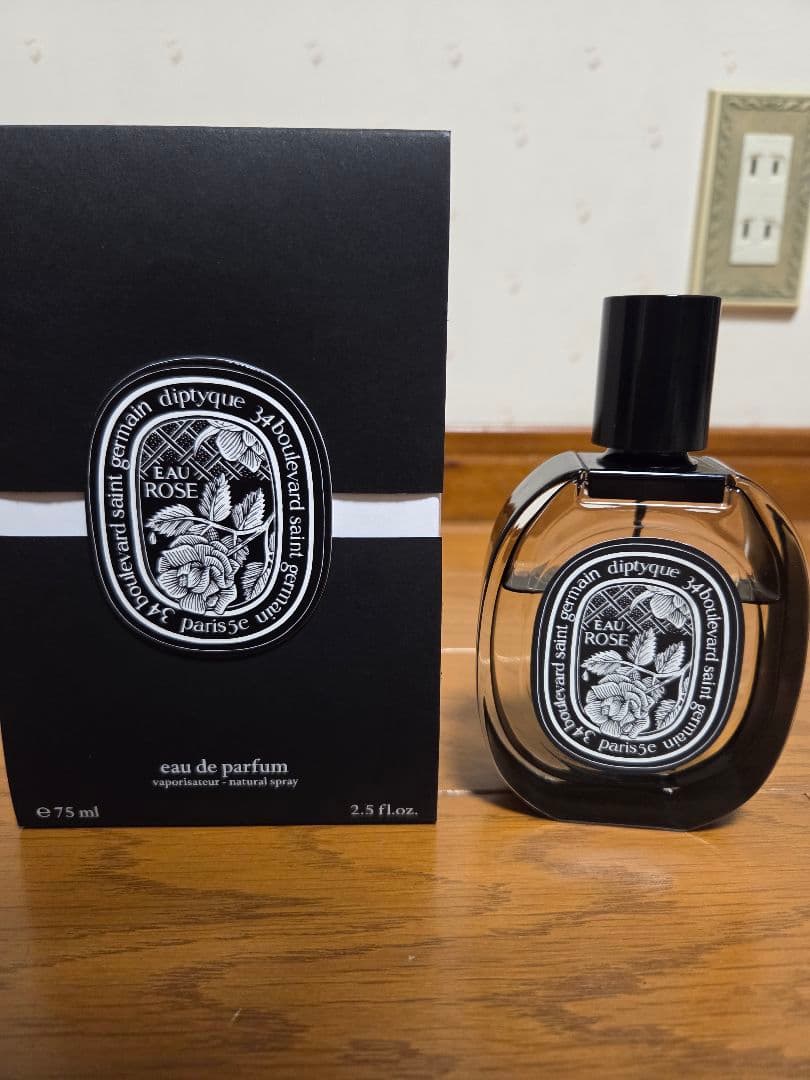 diptyque 34 boulevard saint germain paris 5e 34 boulevard saint germain
EAU
ROSE
eau de parfum
vaporisateur - natural spray
℮ 75 ml
2.5 fl.oz.
diptyque 34 boulevard saint germain paris 5e 34 boulevard saint germain
EAU
ROSE